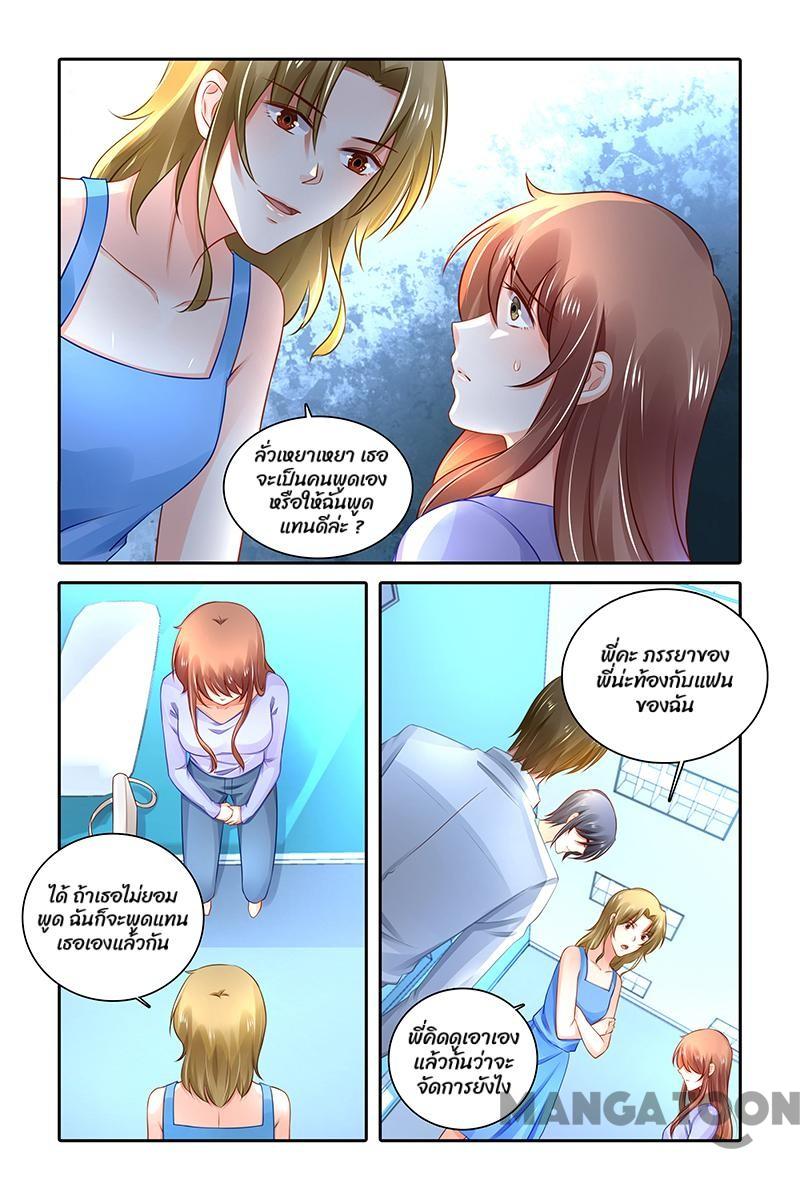 ลั่วเหยาเหยา เธอ
จะเป็นคนพูดเอง
หรือให้ฉันพูด
แทนดีล่ะ ?
ได้ ถ้าเธอไม่ยอม
พูด ฉันก็จะพูดแทน
เธอเองแล้วกัน
พี่คะ ภรรยาของ
พี่น่ะท้องกับแฟน
ของฉัน
พี่คิดดูเอาเอง
แล้วกันว่าจะ
จัดการยังไง
MANGATOON